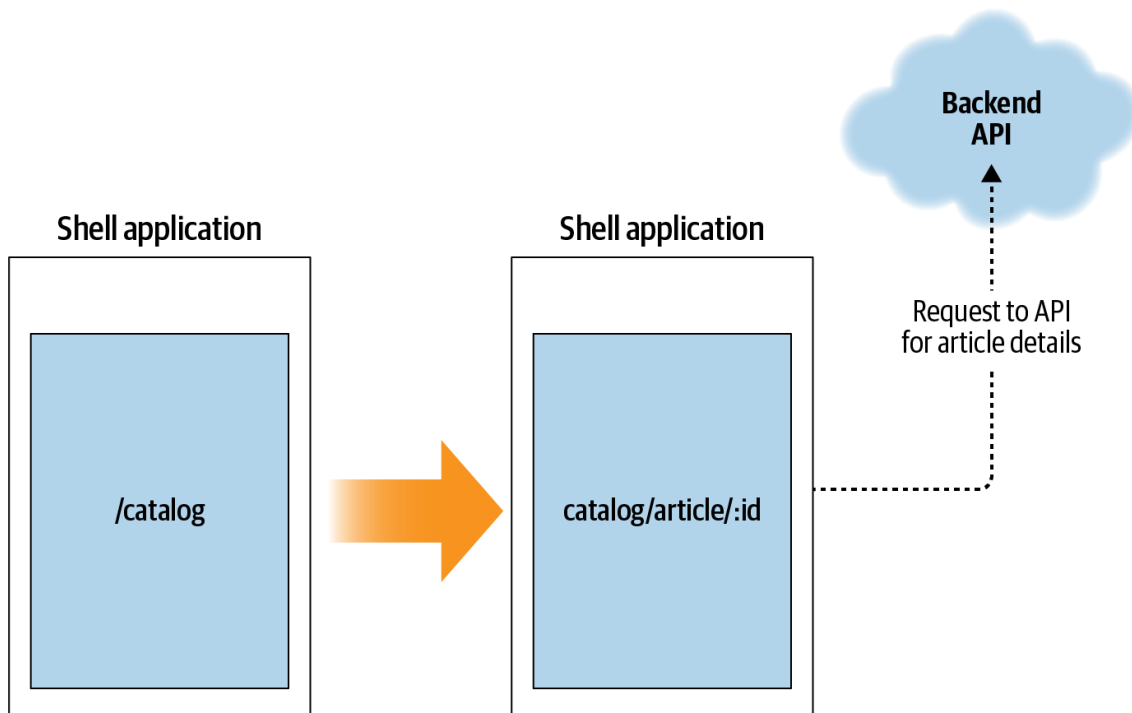 Backend
API
Shell application
Shell application
Request to API
for article details
/catalog
catalog/article/:id